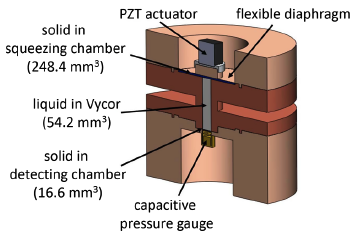 PZT actuator
flexible diaphragm
solid in
squeezing chamber
(248.4 mm³)
liquid in Vycor
(54.2 mm³)
solid in
detecting chamber
(16.6 mm³)
capacitive
pressure gauge